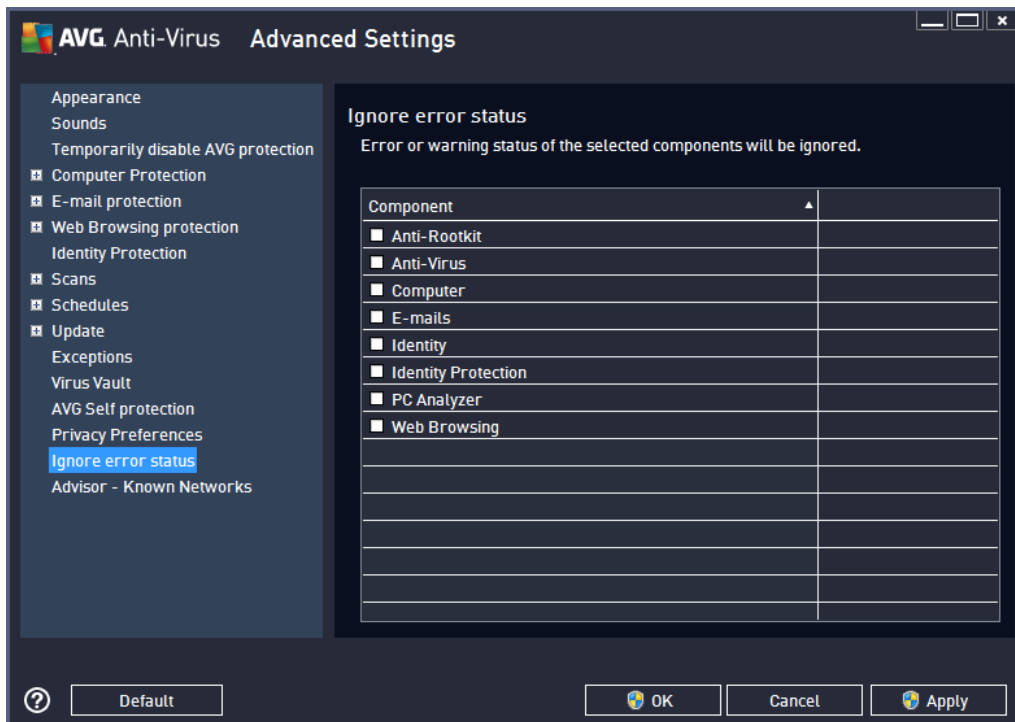 AVG Anti-Virus Advanced Settings
Appearance
Sounds
Temporarily disable AVG protection
Computer Protection
E-mail protection
Web Browsing protection
Identity Protection
Scans
Schedules
Update
Exceptions
Virus Vault
AVG Self protection
Privacy Preferences
Ignore error status
Advisor - Known Networks
Ignore error status
Error or warning status of the selected components will be ignored.
Component
Anti-Rootkit
Anti-Virus
Computer
E-mails
Identity
Identity Protection
PC Analyzer
Web Browsing
Default
OK
Cancel
Apply